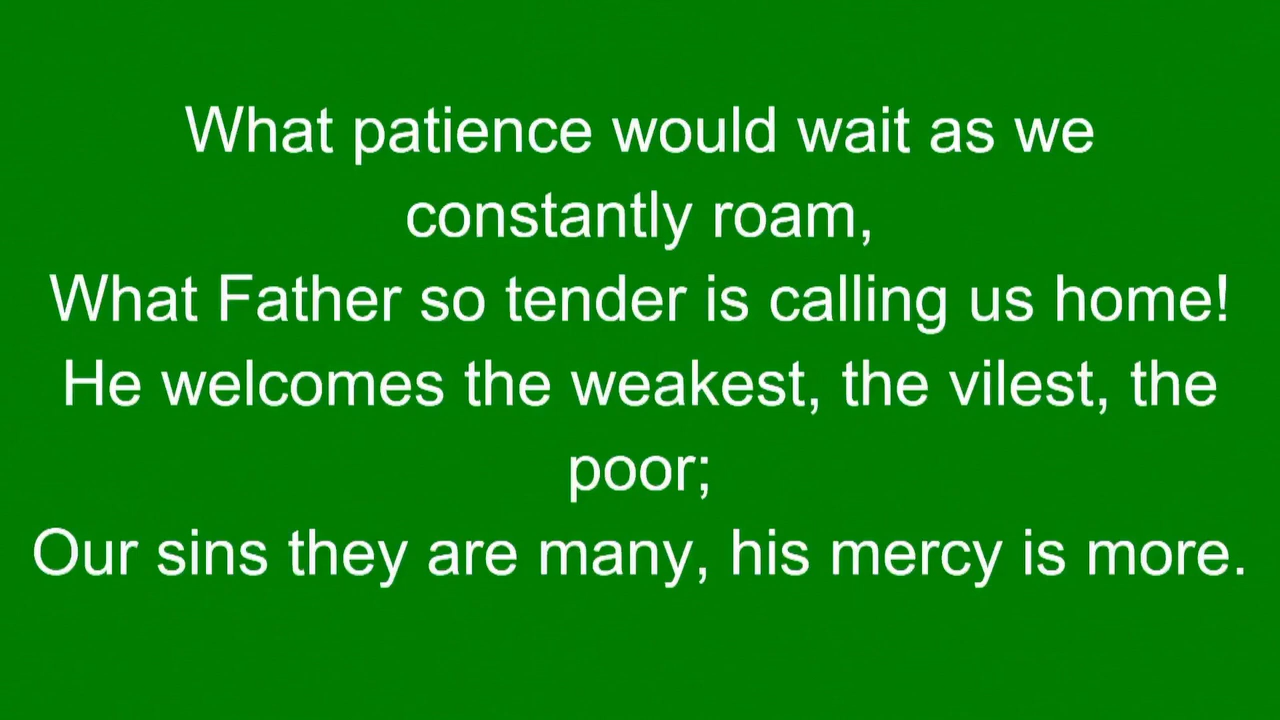 What patience would wait as we
constantly roam,
What Father so tender is calling us home!
He welcomes the weakest, the vilest, the
poor;
Our sins they are many, his mercy is more.